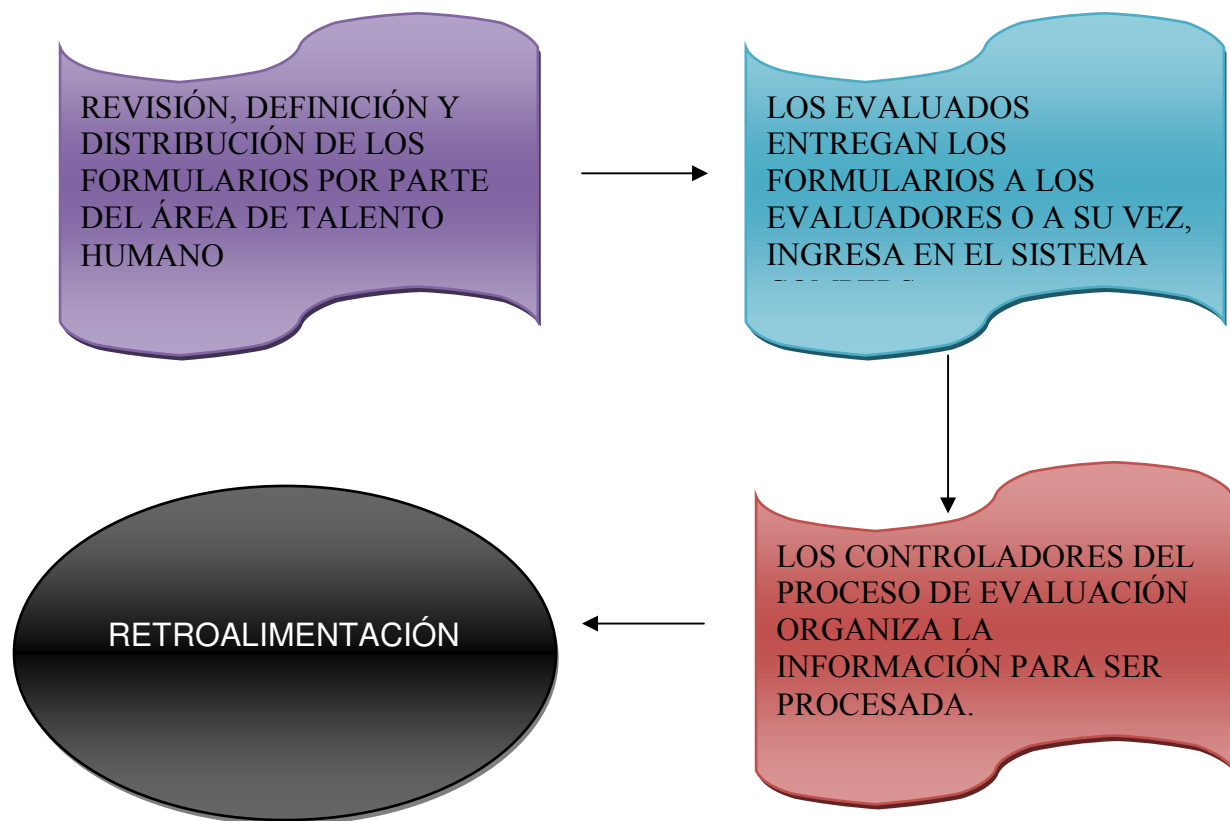 REVISIÓN, DEFINICIÓN Y
DISTRIBUCIÓN DE LOS
FORMULARIOS POR PARTE
DEL ÁREA DE TALENTO
HUMANO
LOS EVALUADOS
ENTREGAN LOS
FORMULARIOS A LOS
EVALUADORES O A SU VEZ,
INGRESA EN EL SISTEMA
LOS CONTROLADORES DEL
PROCESO DE EVALUACIÓN
ORGANIZA LA
INFORMACIÓN PARA SER
PROCESADA.
RETROALIMENTACIÓN